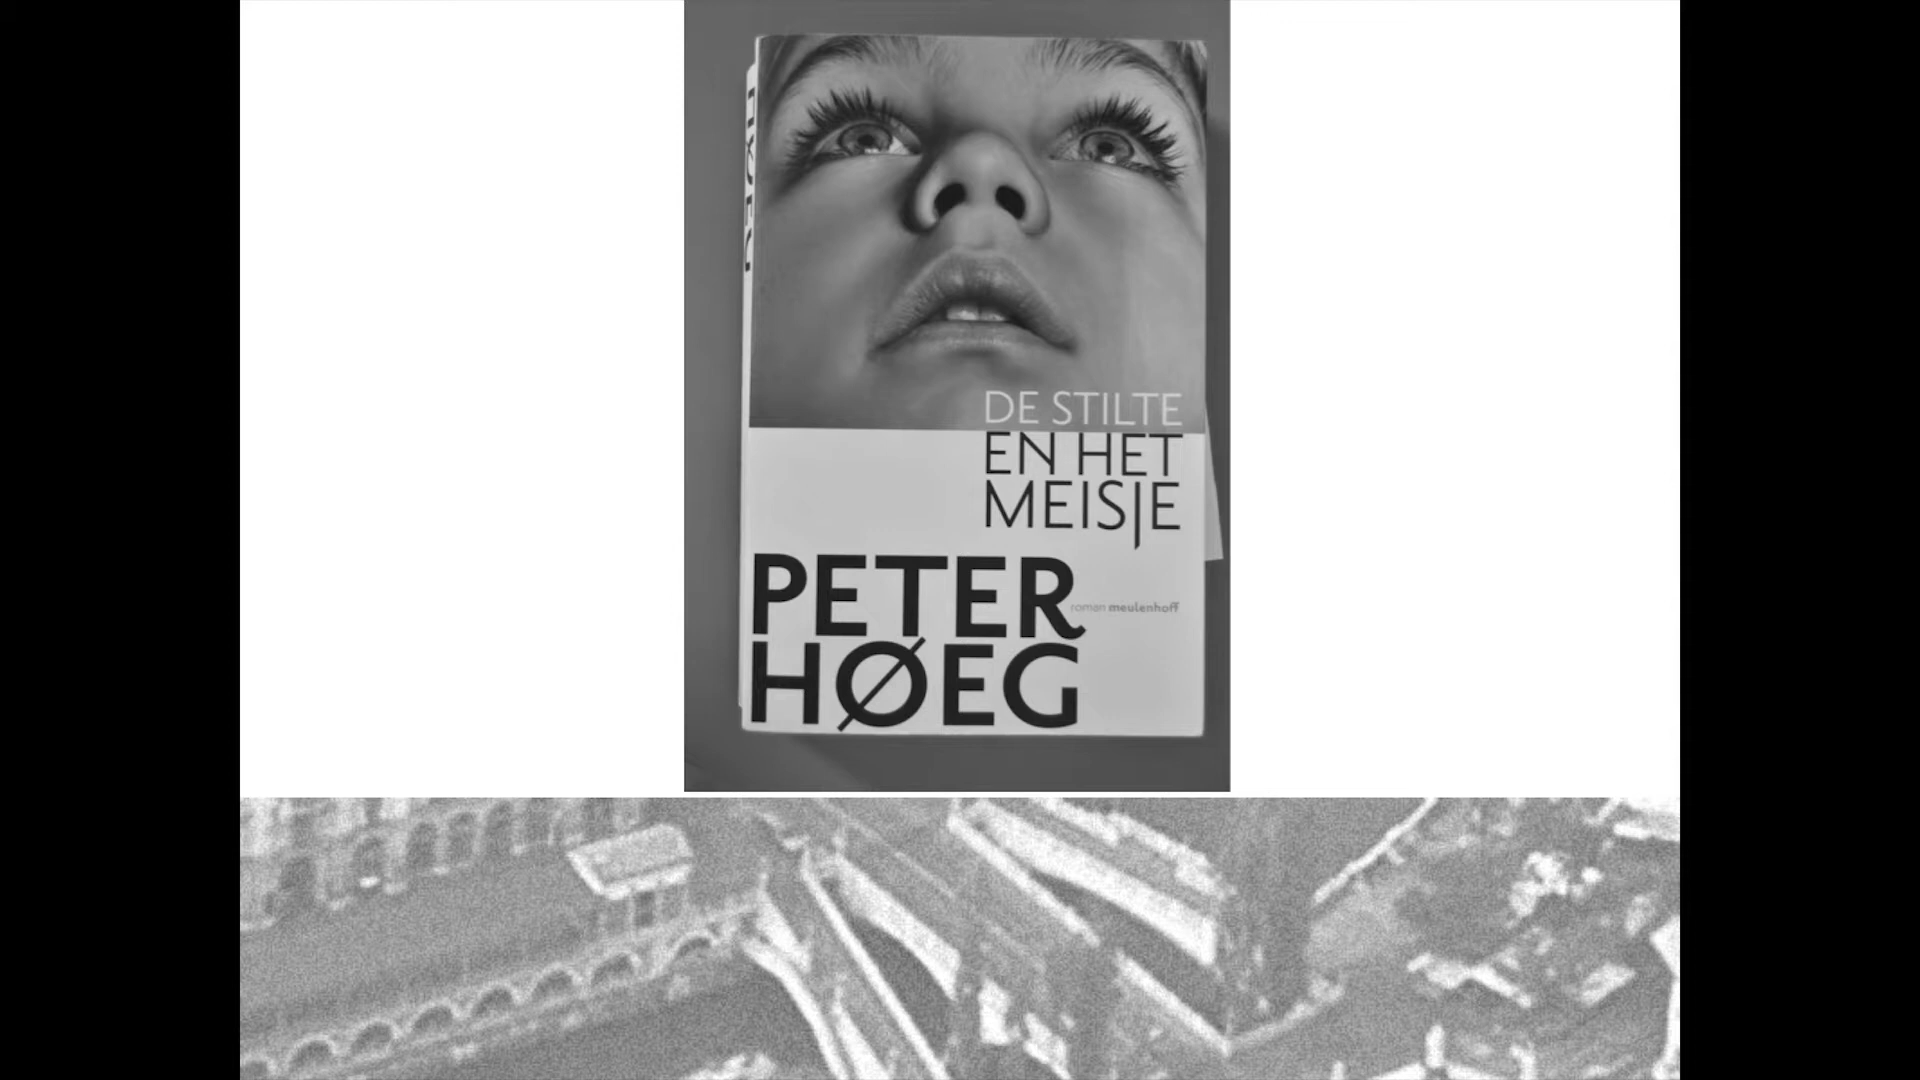 DE STILTE
EN HET
MEISJE
PETER
roman meulenhoff
HØEG